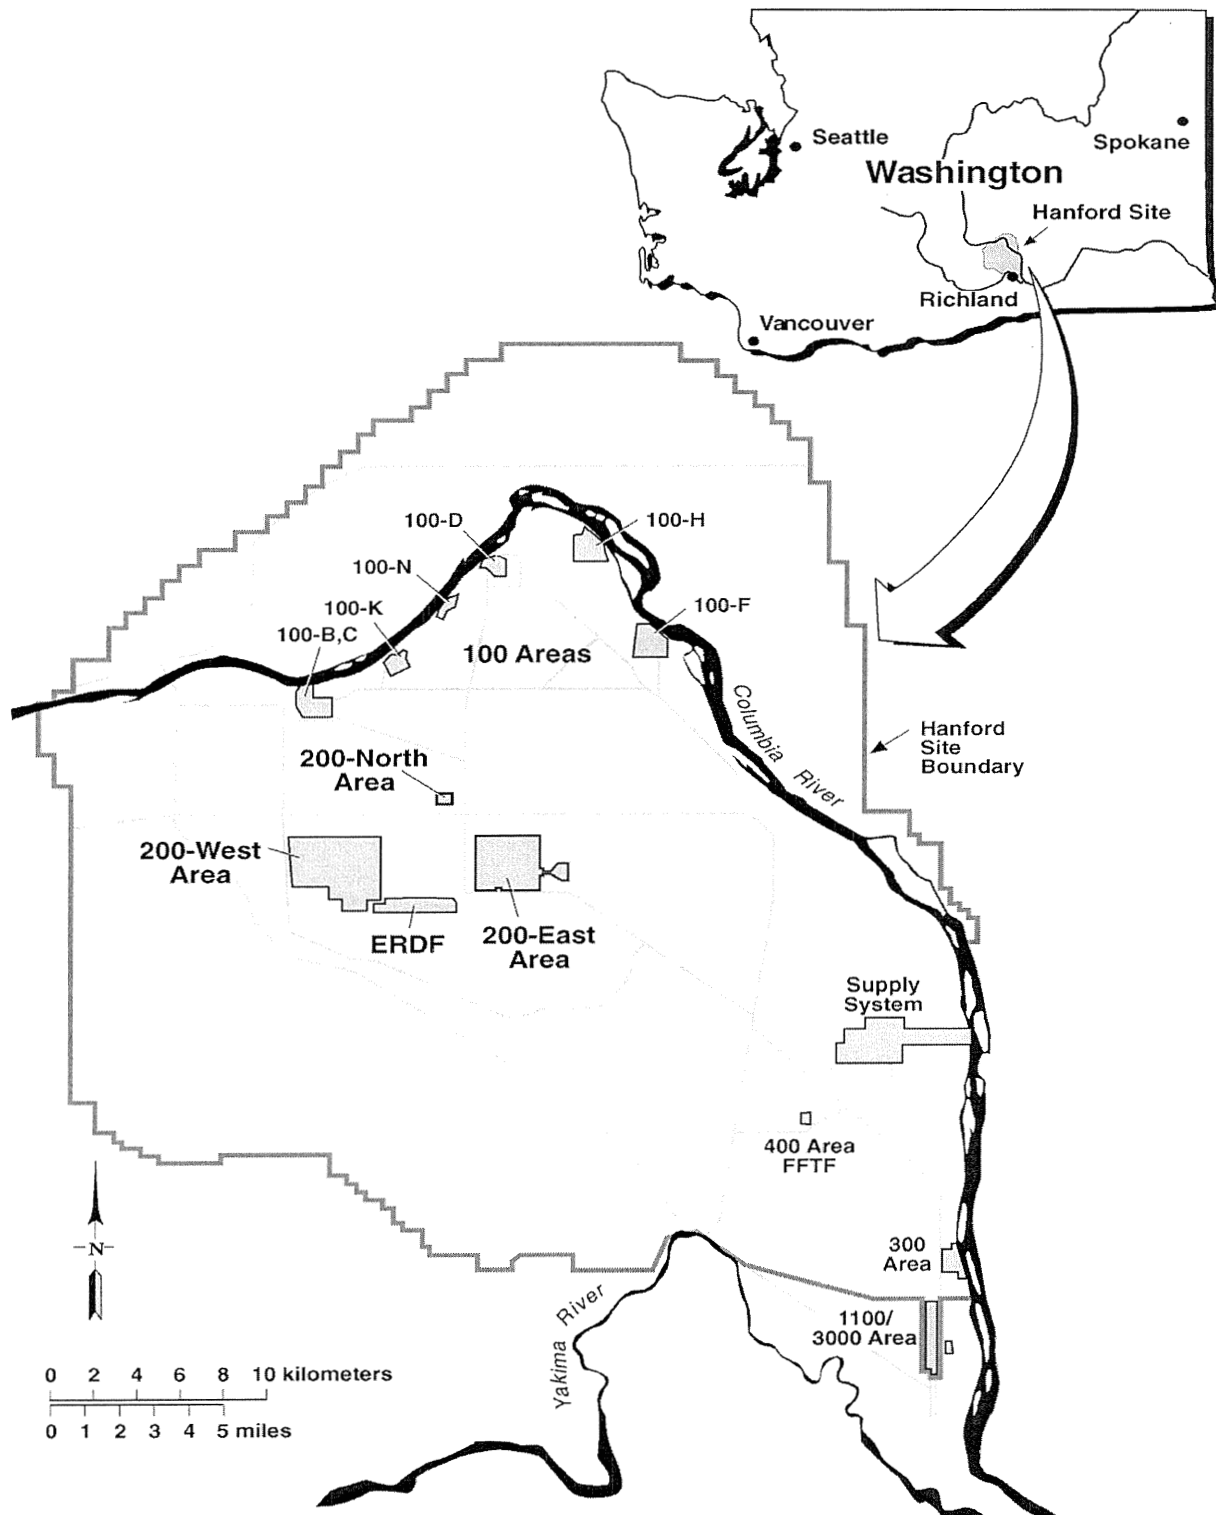 Seattle
Spokane
Washington
Hanford Site
Richland
Vancouver
100-D
100-H
100-N
100-K
100-F
100-B,C
100 Areas
Columbia River
Hanford
Site
Boundary
200-North
Area
200-West
Area
ERDF
200-East
Area
Supply
System
400 Area
FFTF
N
300
Area
1100/
3000 Area
Yakima River
0 2 4 6 8 10 kilometers
0 1 2 3 4 5 miles